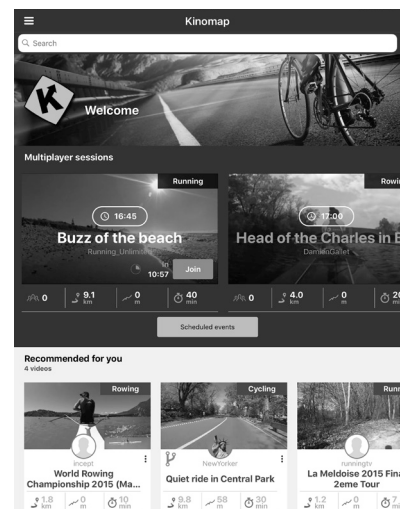 Kinomap
Search
Welcome
Multiplayer sessions
Running
16:45
Buzz of the beach
Running_Unlimited
in
10:57
Join
0
9.1 km
0 m
40 min
17:00
Head of the Charles in
DamienGalet
0
4.0 km
0 m
Scheduled events
Recommended for you
4 videos
Rowing
incept
World Rowing
Championship 2015 (Ma...
1.8 km
0 m
10 min
Cycling
NewYorker
Quiet ride in Central Park
9.8 km
58 m
30 min
runningtv
La Meldoise 2015
2eme Tour
1.2 km
0 m
7